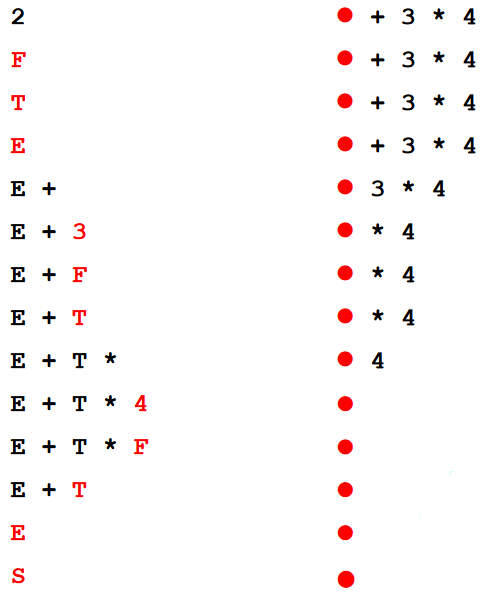 2 ● + 3 * 4
F ● + 3 * 4
T ● + 3 * 4
E ● + 3 * 4
E + ● 3 * 4
E + 3 ● * 4
E + F ● * 4
E + T ● * 4
E + T * ● 4
E + T * 4 ●
E + T * F ●
E + T ●
E ●
S ●